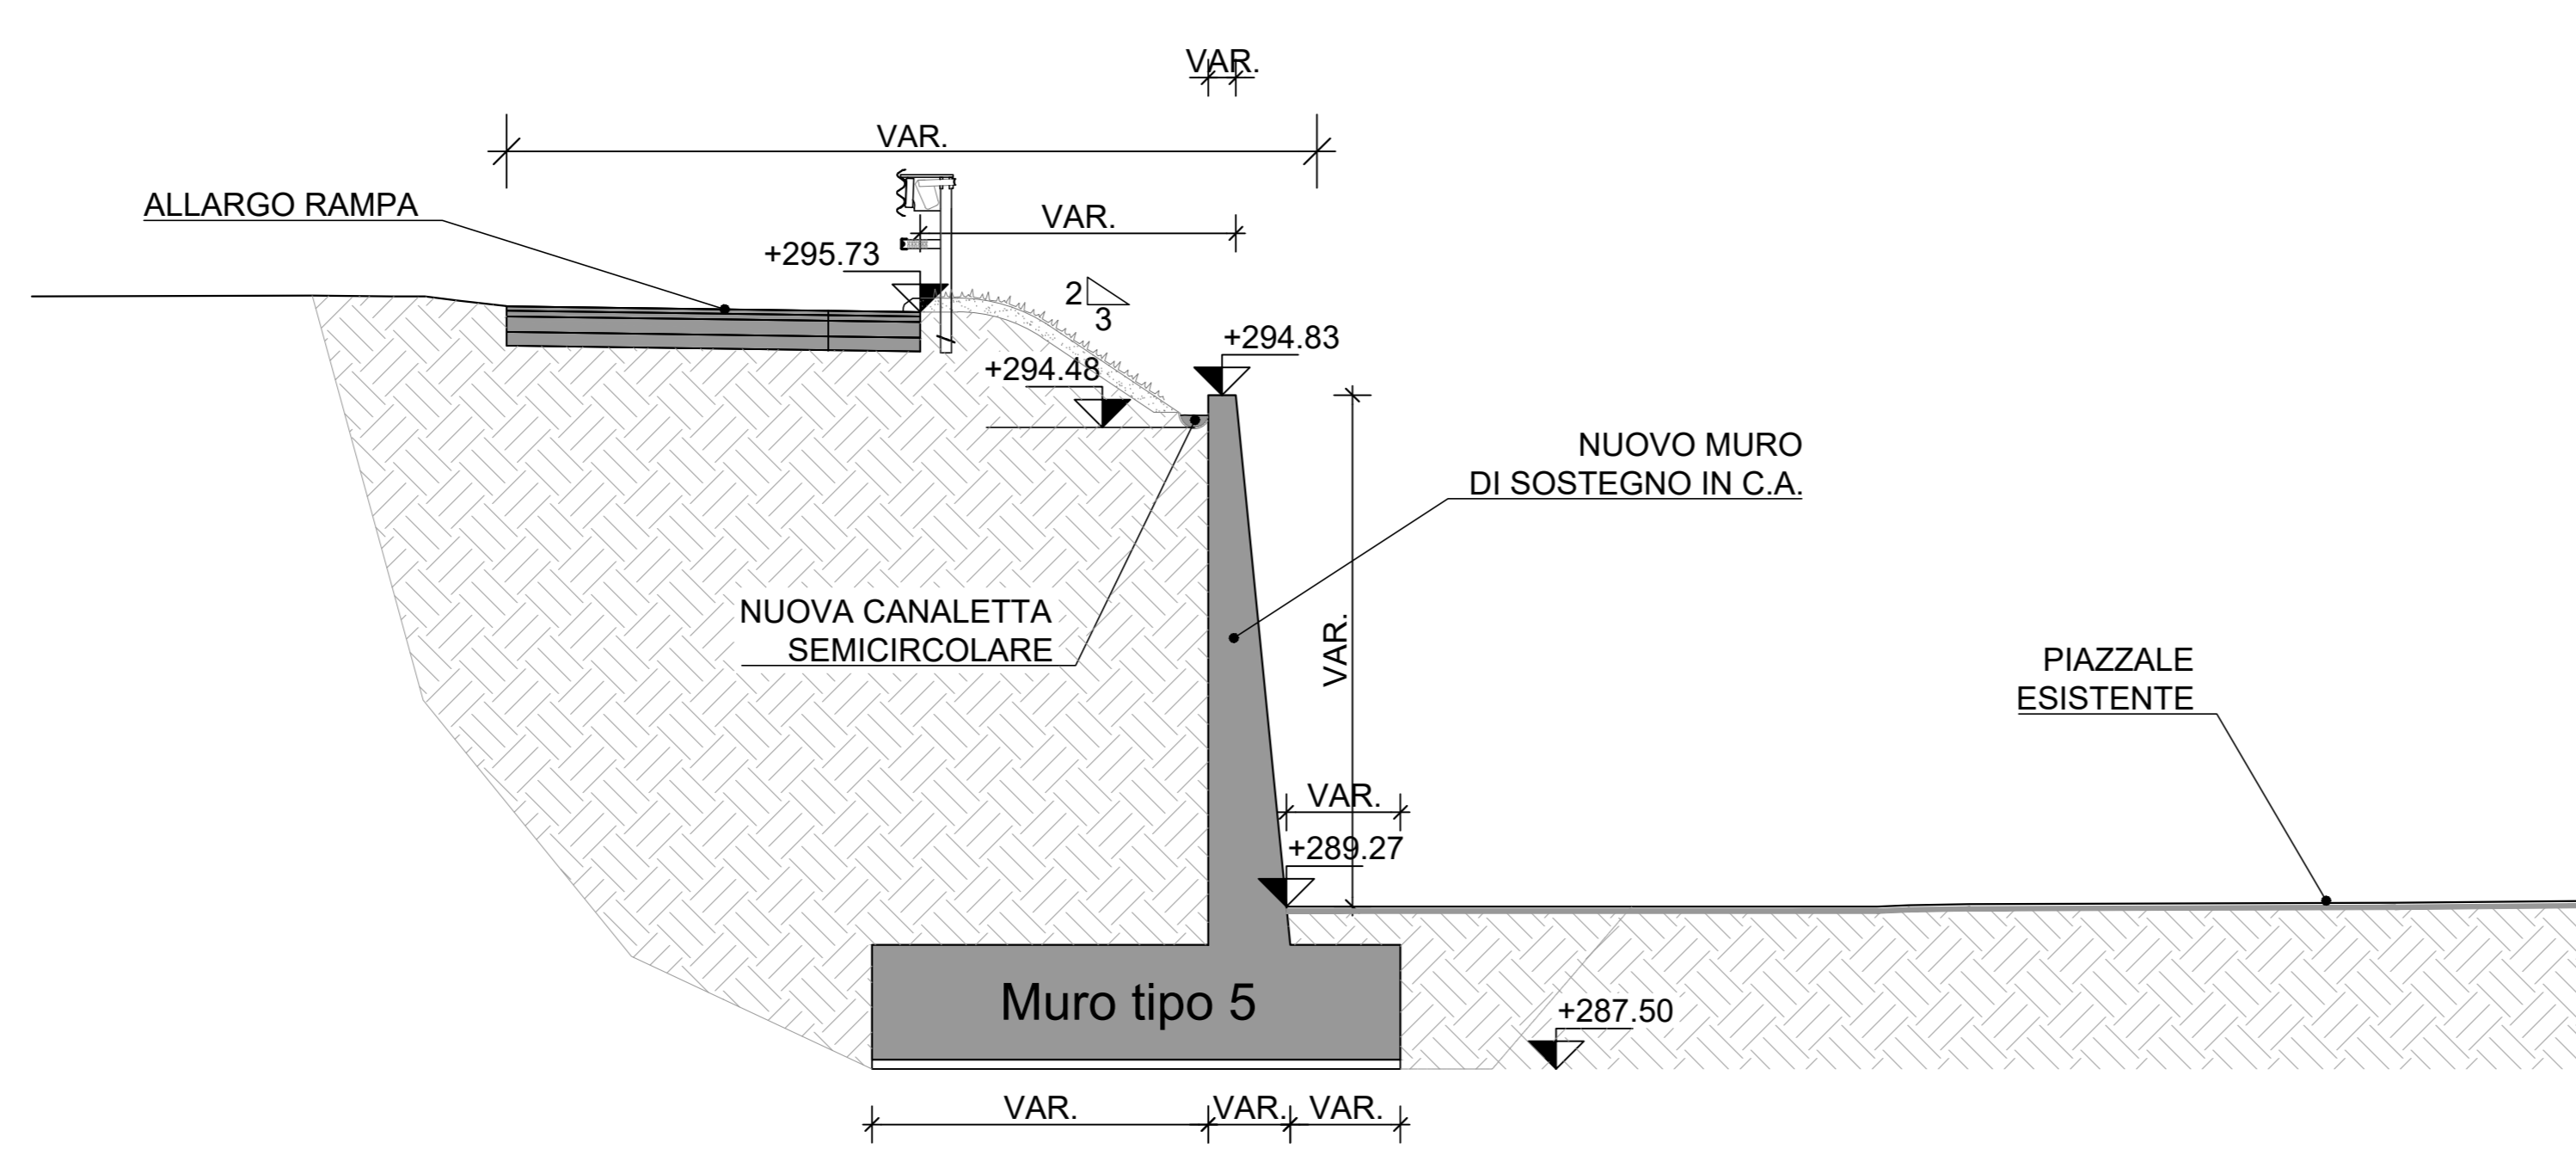 VAR.
VAR.
ALLARGO RAMPA
VAR.
+295.73
2
3
+294.83
+294.48
NUOVO MURO
DI SOSTEGNO IN C.A.
NUOVA CANALETTA
SEMICIRCOLARE
VAR.
PIAZZALE
ESISTENTE
VAR.
+289.27
Muro tipo 5
+287.50
VAR.
VAR.
VAR.